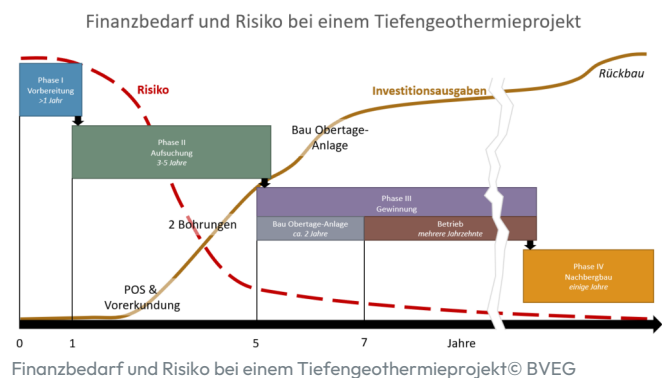 Finanzbedarf und Risiko bei einem Tiefengeothermieprojekt
Phase I
Vorbereitung
>1 Jahr
Risiko
Investitionsausgaben
Rückbau
Phase II
Aufsuchung
3-5 Jahre
Bau Obertage-
Anlage
Phase III
Gewinnung
2 Bohrungen
Bau Obertage-Anlage
ca. 2 Jahre
Betrieb
mehrere Jahrzehnte
Phase IV
Nachbergbau
einige Jahre
POS &
Vorerkundung
0 1 5 7 Jahre
Finanzbedarf und Risiko bei einem Tiefengeothermieprojekt© BVEG